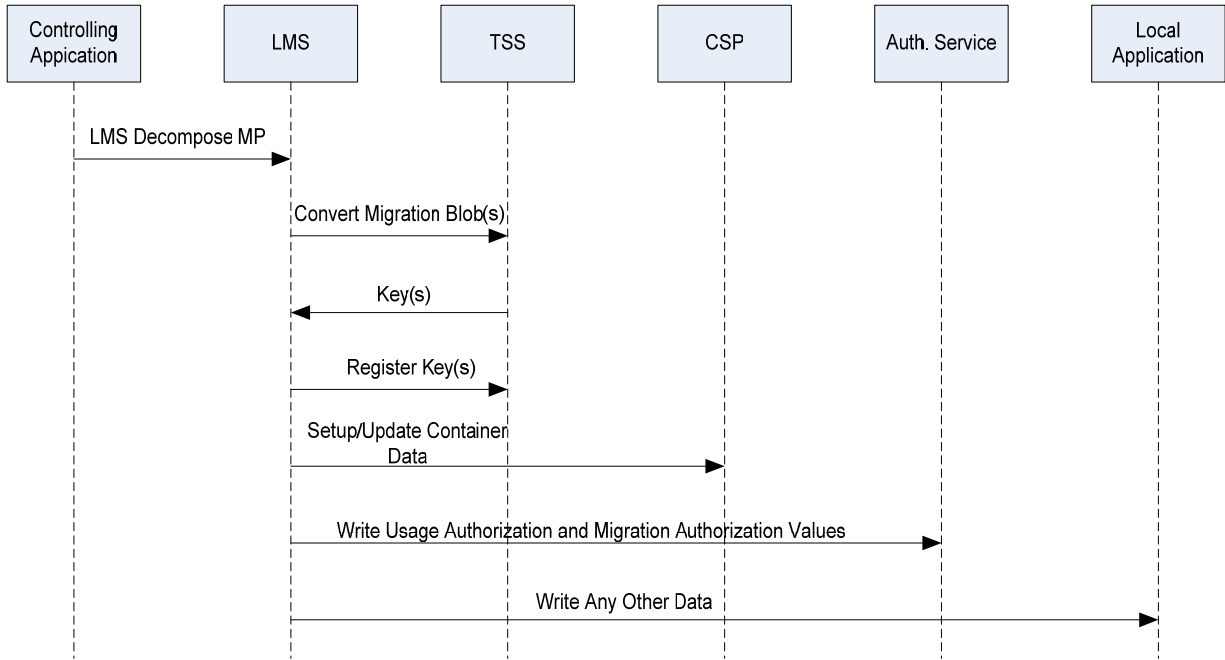 Controlling
Appication
LMS
TSS
CSP
Auth. Service
Local
Application
LMS Decompose MP
Convert Migration Blob(s)
Key(s)
Register Key(s)
Setup/Update Container
Data
Write Usage Authorization and Migration Authorization Values
Write Any Other Data